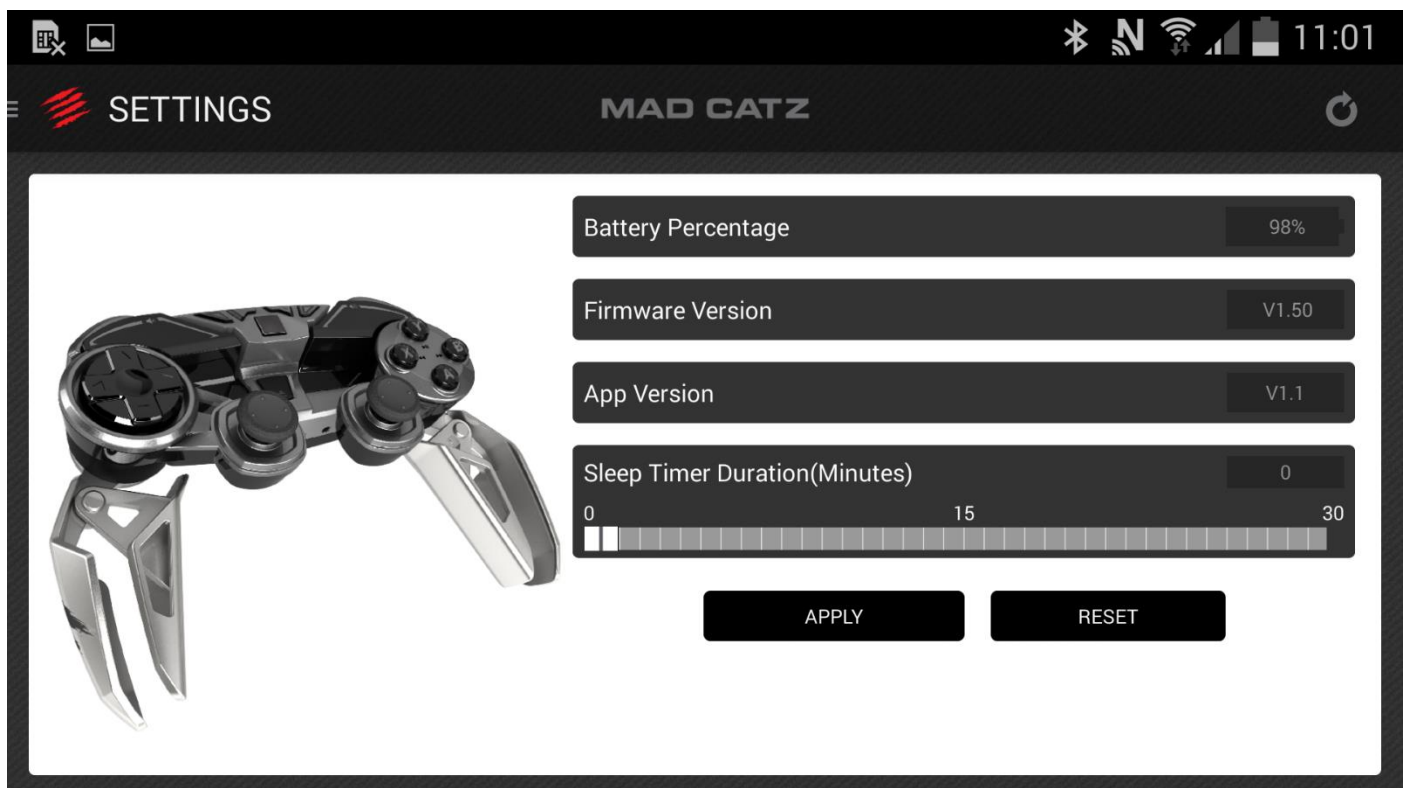 11:01
SETTINGS
MAD CATZ
Battery Percentage 98%
Firmware Version V1.50
App Version V1.1
Sleep Timer Duration(Minutes) 0
0 15 30
APPLY RESET